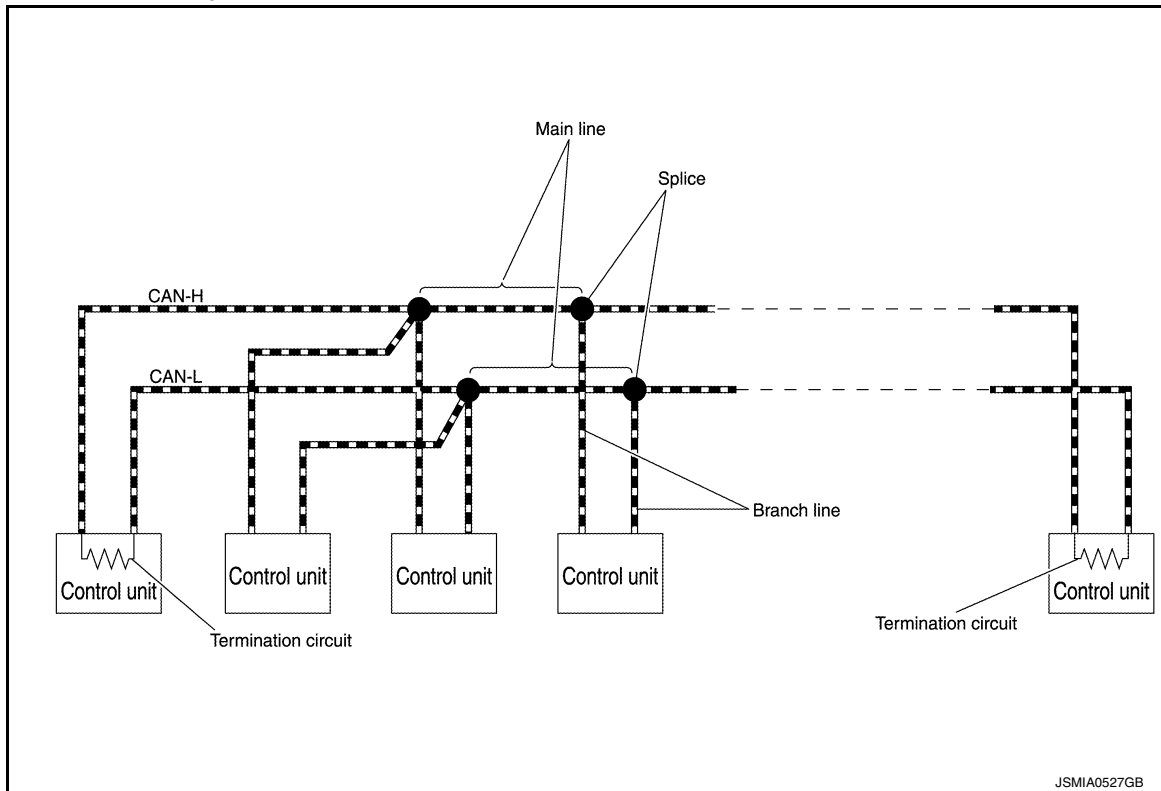 Main line
Splice
CAN-H
CAN-L
Branch line
Control unit
Control unit
Control unit
Control unit
Control unit
Termination circuit
Termination circuit
JSMIA0527GB